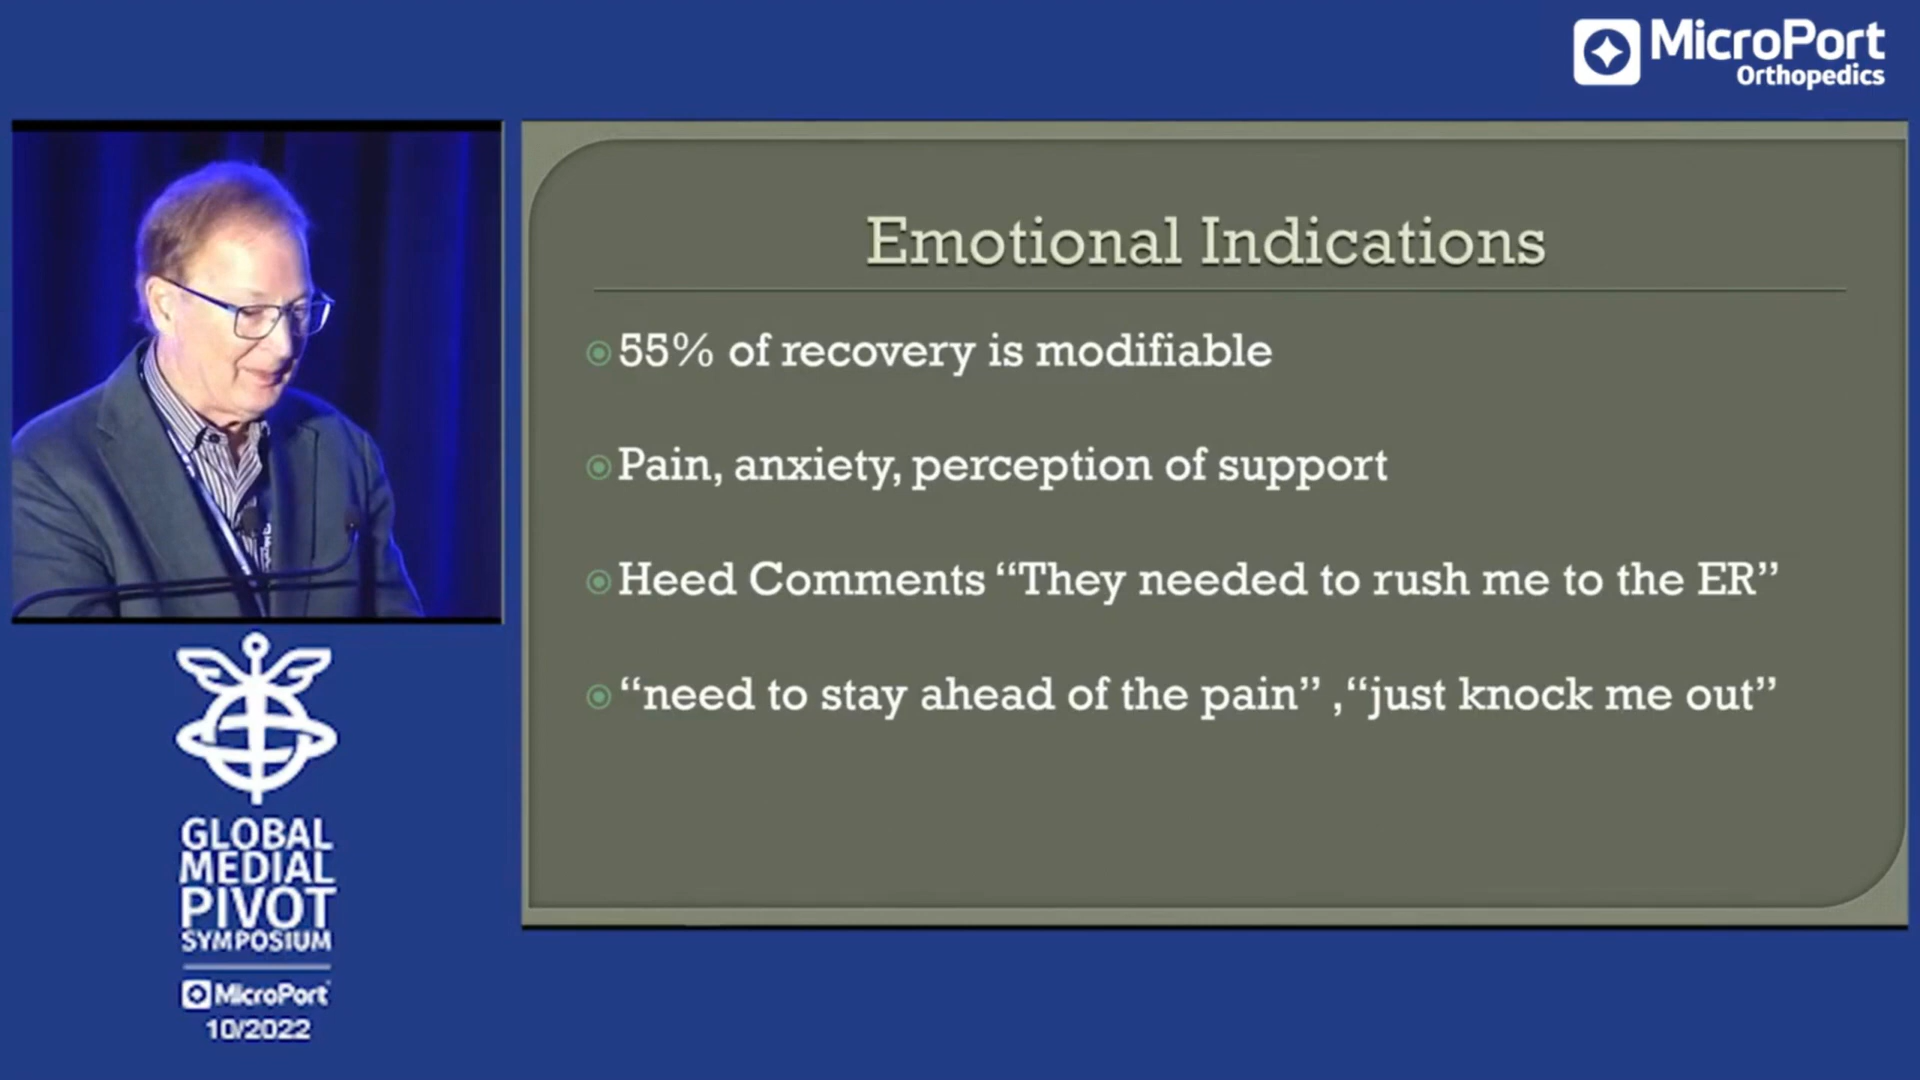 MicroPort
Orthopedics
Emotional Indications
55% of recovery is modifiable
Pain, anxiety, perception of support
Heed Comments “They needed to rush me to the ER”
“need to stay ahead of the pain” ,“just knock me out”
GLOBAL
MEDIAL
PIVOT
SYMPOSIUM
MicroPort
10/2022